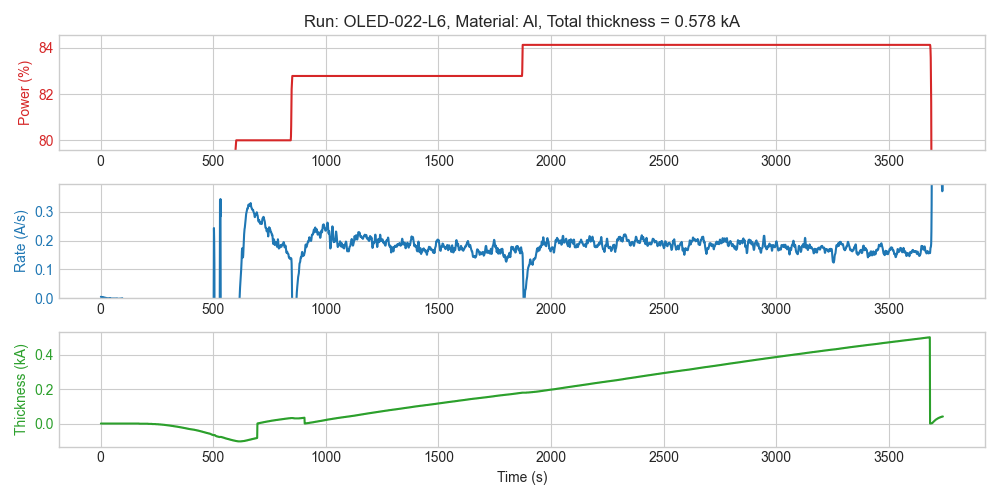 Run: OLED-022-L6, Material: Al, Total thickness = 0.578 kA
Power (%)
84
82
80
0 500 1000 1500 2000 2500 3000 3500
Rate (A/s)
0.3
0.2
0.1
0.0
0 500 1000 1500 2000 2500 3000 3500
Thickness (kA)
0.4
0.2
0.0
0 500 1000 1500 2000 2500 3000 3500
Time (s)